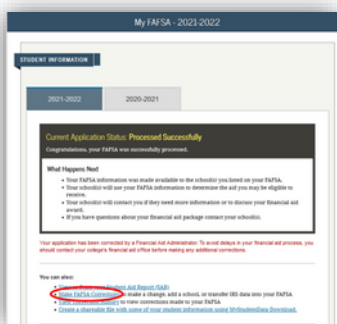 My FAFSA - 2021-2022
STUDENT INFORMATION
2021-2022 2020-2021
Current Application Status: Processed Successfully
Congratulations, your FAFSA was successfully processed.
What Happens Next
• Your FAFSA information was made available to the school(s) you listed on your FAFSA.
• Your school(s) will use your FAFSA information to determine the aid you may be eligible to
receive.
• Your school(s) will contact you if they need more information or to discuss your financial aid
award.
• If you have questions about your financial aid package contact your school(s).
Your application has been corrected by a Financial Aid Administrator. To avoid delays in your financial aid process, you
should contact your college's financial aid office before making any additional corrections.
You can also:
Student Aid Report (SAR)
• Make FAFSA Corrections to make a change, add a school, or transfer IRS data into your FAFSA
to view corrections made to your FAFSA
• Create a shareable file with some of your student information using MyStudentData Download.